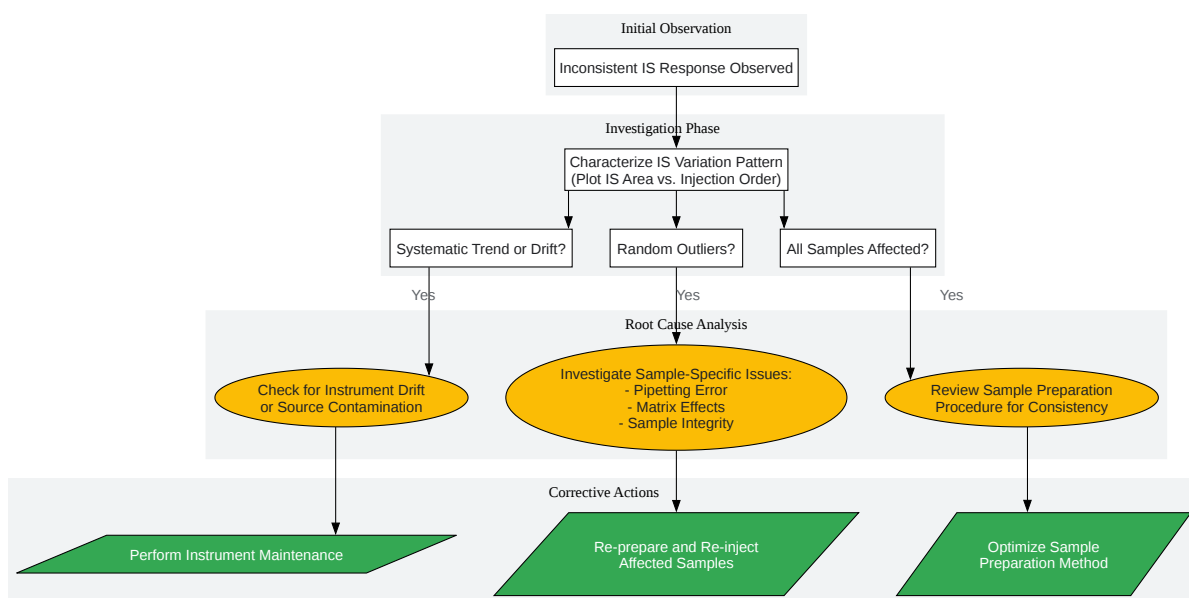 Initial Observation
Inconsistent IS Response Observed
Investigation Phase
Characterize IS Variation Pattern
(Plot IS Area vs. Injection Order)
Systematic Trend or Drift?
Random Outliers?
All Samples Affected?
Yes
Yes
Yes
Root Cause Analysis
Check for Instrument Drift
or Source Contamination
Investigate Sample-Specific Issues:
- Pipetting Error
- Matrix Effects
- Sample Integrity
Review Sample Preparation
Procedure for Consistency
Corrective Actions
Perform Instrument Maintenance
Re-prepare and Re-inject
Affected Samples
Optimize Sample
Preparation Method